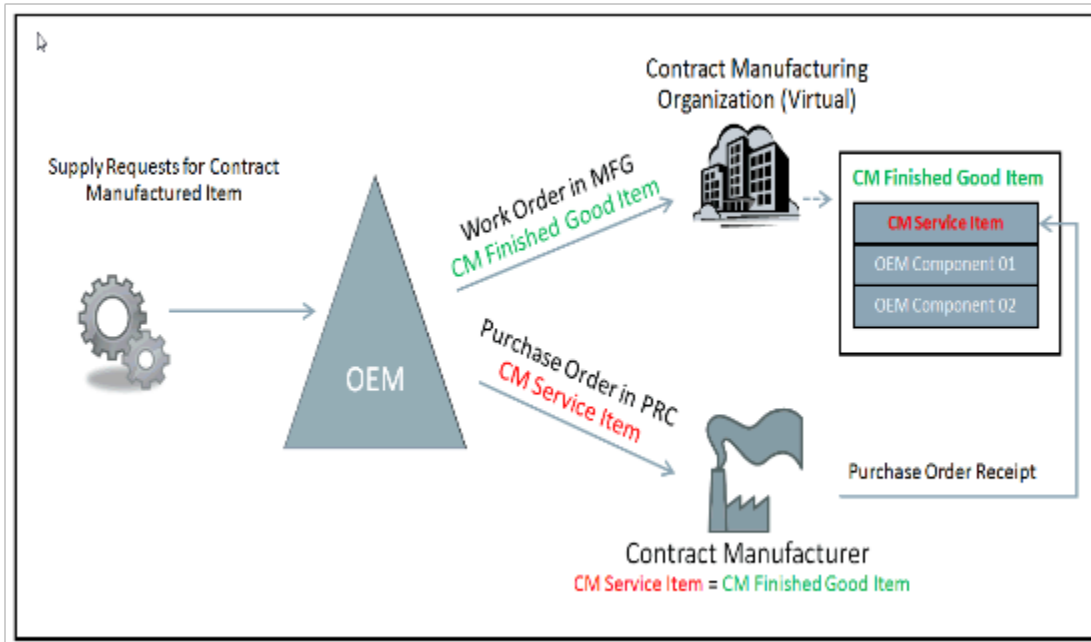 Contract Manufacturing
Organization (Virtual)
Supply Requests for Contract
Manufactured Item
Work Order in MFG
CM Finished Good Item
CM Finished Good Item
CM Service Item
OEM Component 01
OEM Component 02
OEM
Purchase Order in PRC
CM Service Item
Purchase Order Receipt
Contract Manufacturer
CM Service Item = CM Finished Good Item